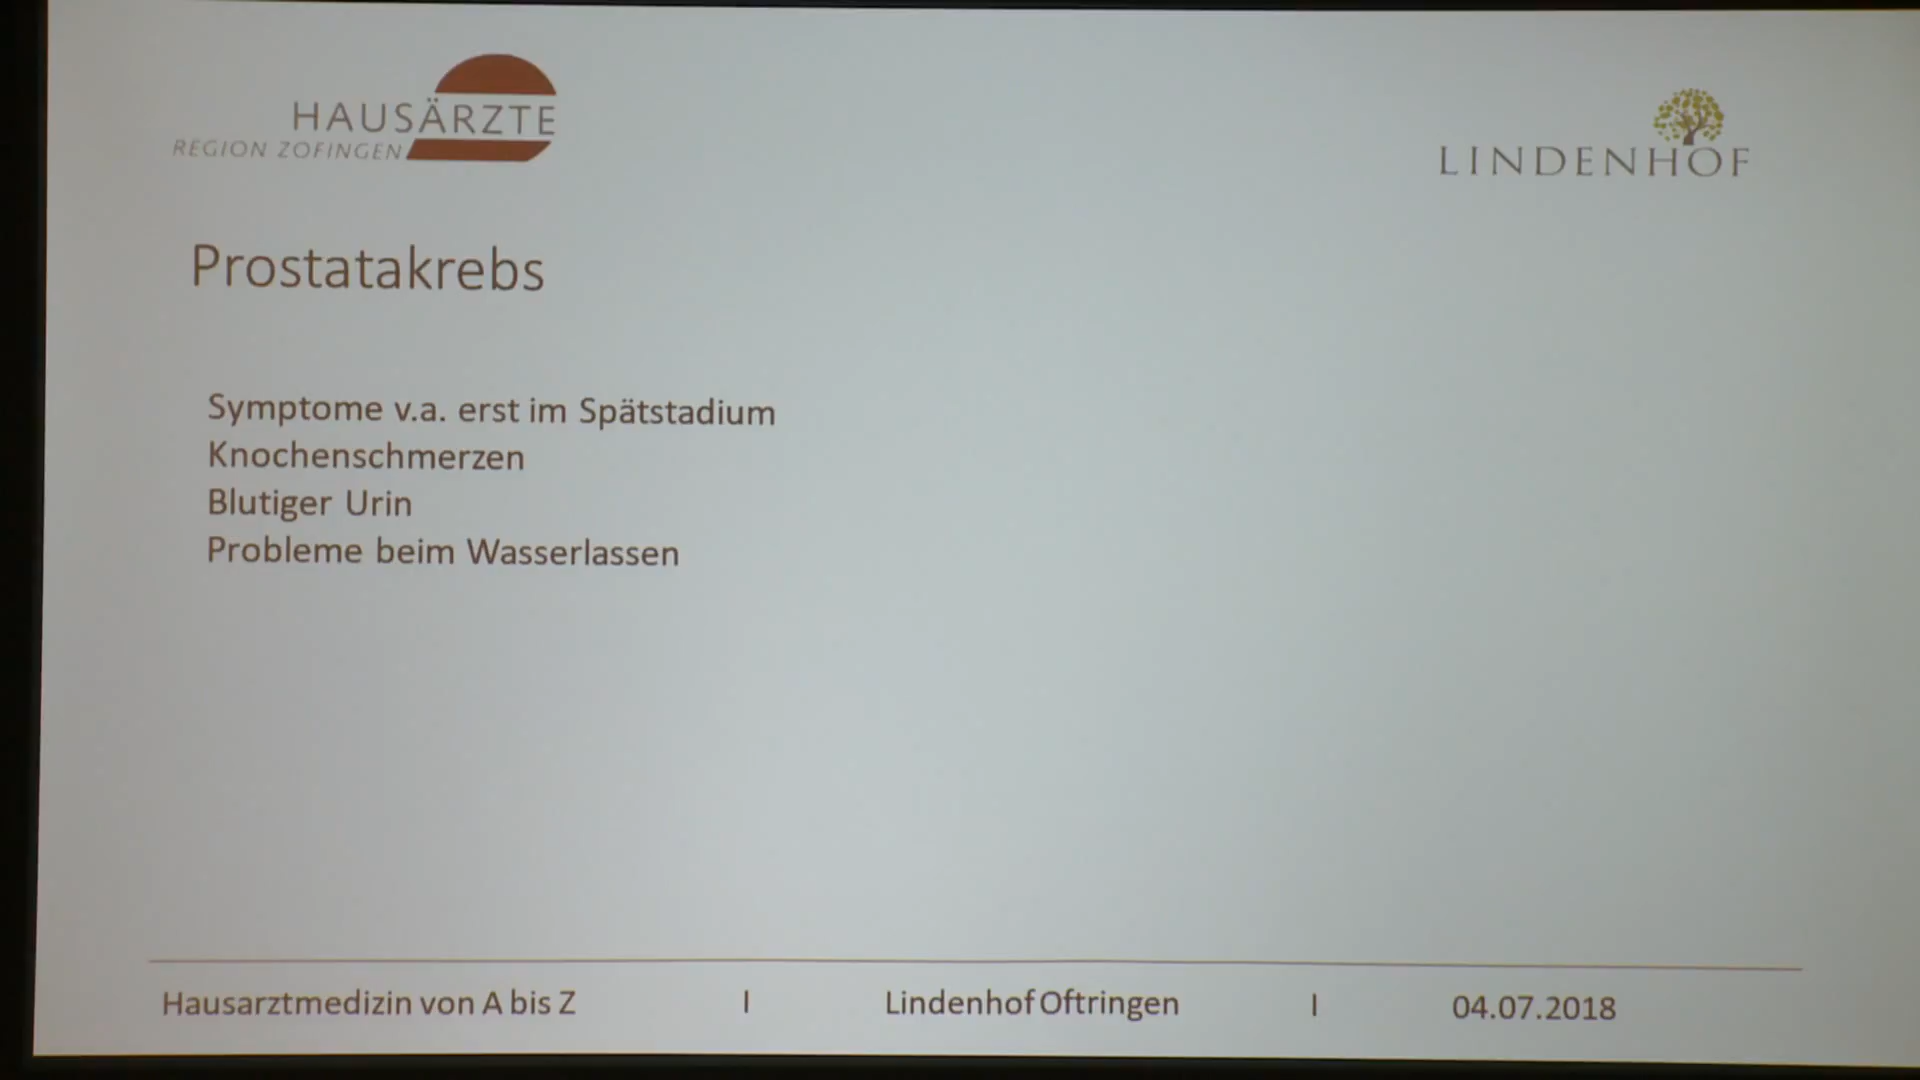 HAUSÄRZTE
REGION ZOFINGEN
LINDENHOF
Prostatakrebs
Symptome v.a. erst im Spätstadium
Knochenschmerzen
Blutiger Urin
Probleme beim Wasserlassen
Hausarztmedizin von A bis Z I Lindenhof Oftringen I 04.07.2018